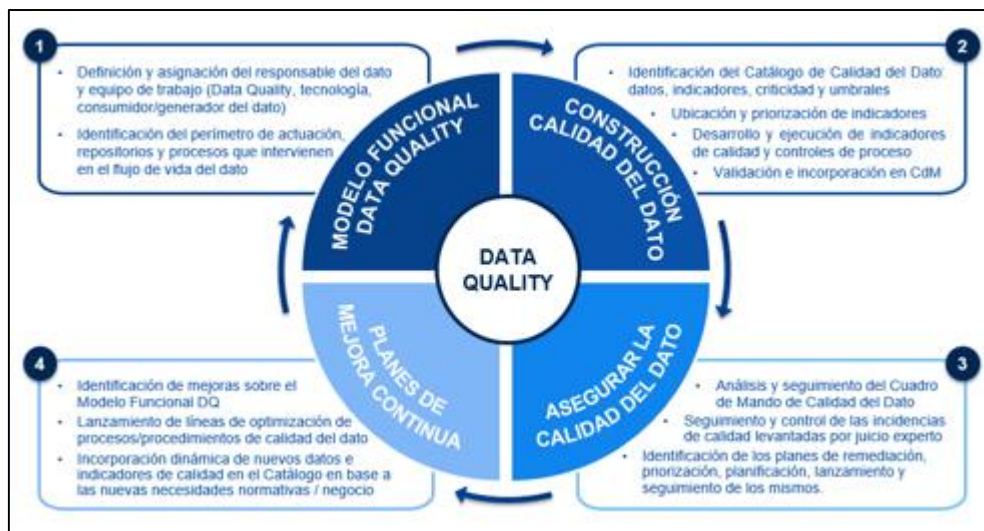 1
• Definición y asignación del responsable del dato
y equipo de trabajo (Data Quality, tecnología,
consumidor/generador del dato)
• Identificación del perímetro de actuación,
repositorios y procesos que intervienen
en el flujo de vida del dato
MODELO FUNCIONAL
DATA QUALITY
2
• Identificación del Catálogo de Calidad del Dato:
datos, indicadores, criticidad y umbrales
• Ubicación y priorización de indicadores
• Desarrollo y ejecución de indicadores
de calidad y controles de proceso
• Validación e incorporación en CdM
CONSTRUCCIÓN
CALIDAD DEL DATO
DATA
QUALITY
3
• Análisis y seguimiento del Cuadro
de Mando de Calidad del Dato
• Seguimiento y control de las incidencias
de calidad levantadas por juicio experto
• Identificación de los planes de remediación,
priorización, planificación, lanzamiento y
seguimiento de los mismos.
ASEGURAR LA
CALIDAD DEL DATO
4
• Identificación de mejoras sobre el
Modelo Funcional DQ
• Lanzamiento de líneas de optimización de
procesos/procedimientos de calidad del dato
• Incorporación dinámica de nuevos datos e
indicadores de calidad en el Catálogo en base a
las nuevas necesidades normativas / negocio
PLANES DE
MEJORA CONTINUA